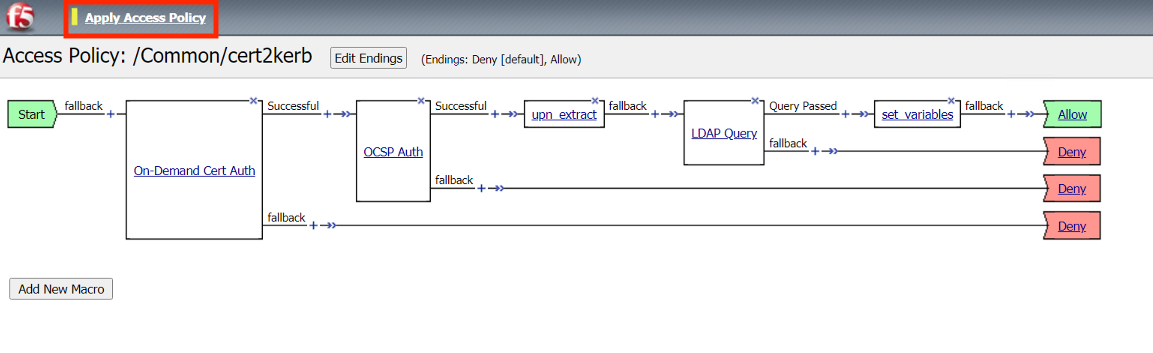 f5 Apply Access Policy
Access Policy: /Common/cert2kerb Edit Endings (Endings: Deny [default], Allow)
Start fallback + On-Demand Cert Auth Successful + OCSP Auth Successful + upn_extract fallback + LDAP Query Query Passed + set_variables fallback + Allow
fallback + Deny
fallback + Deny
fallback + Deny
Add New Macro